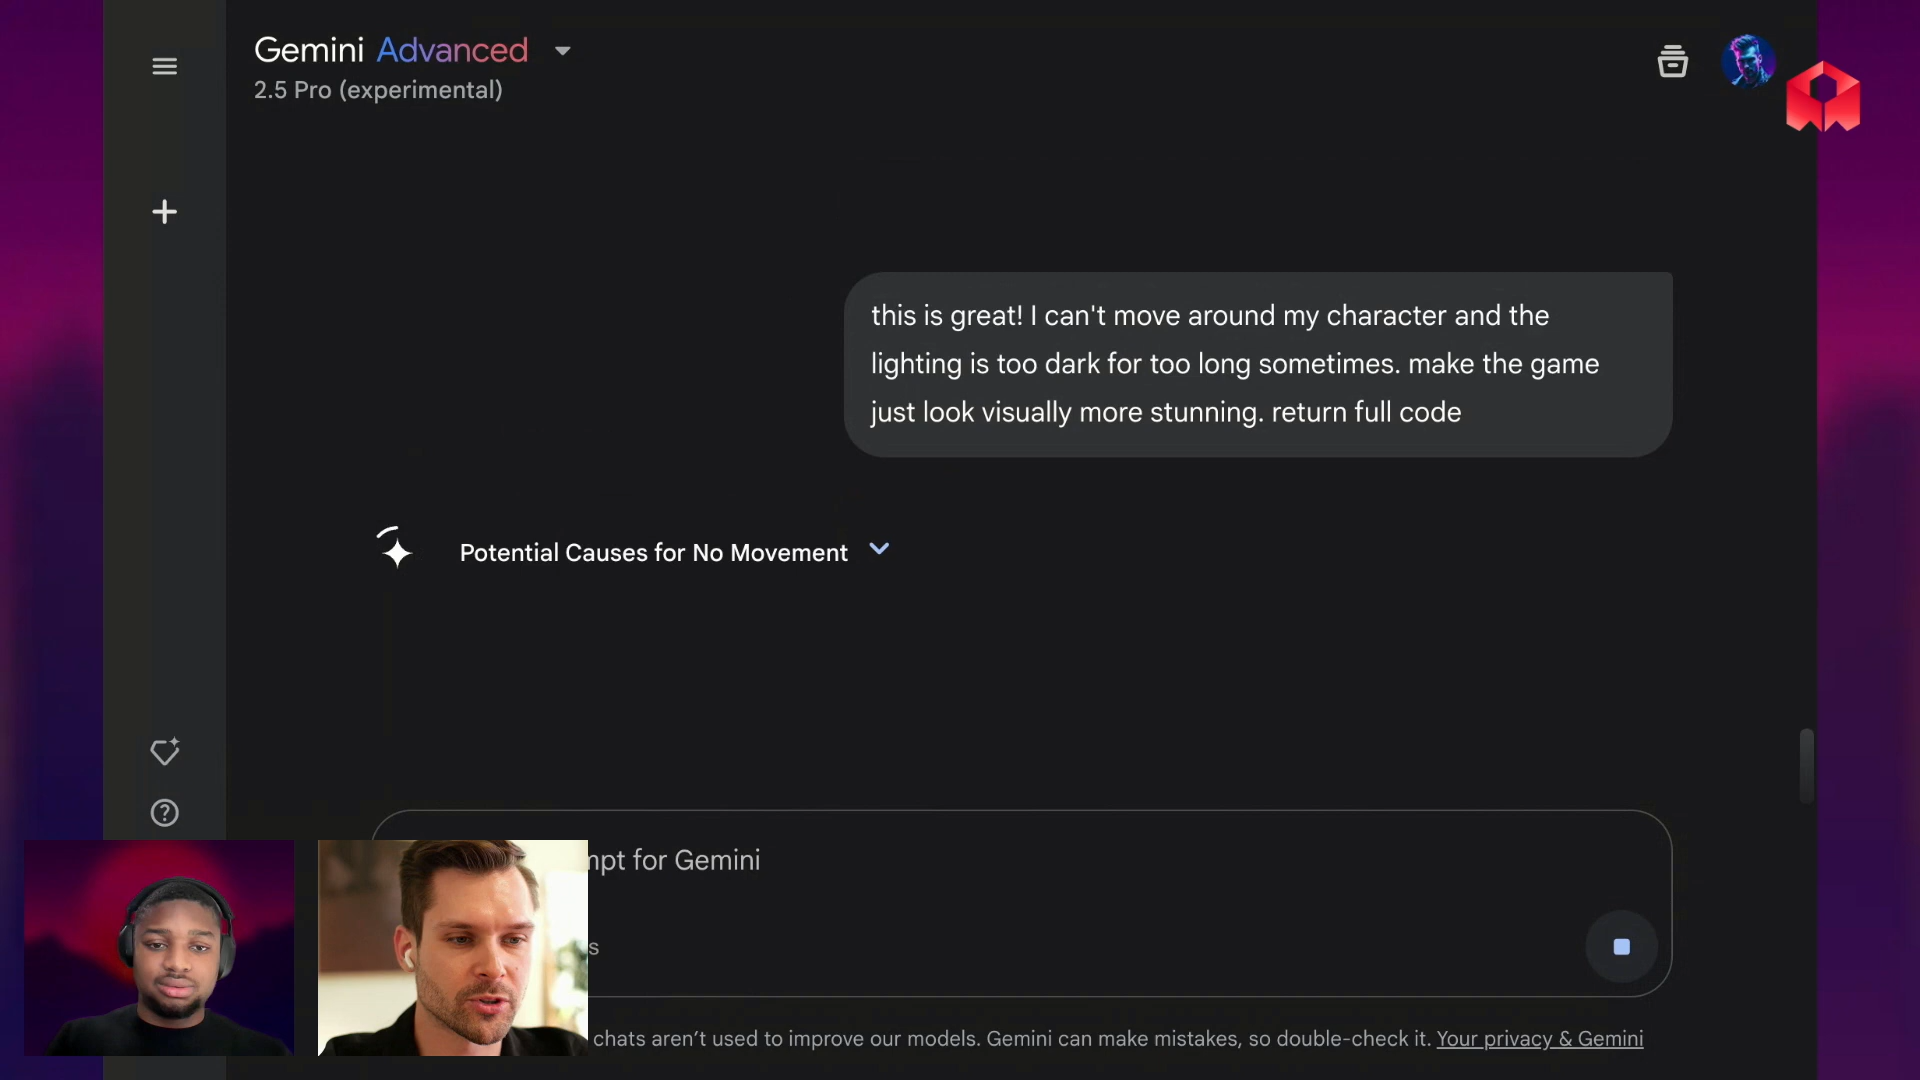 Gemini Advanced
2.5 Pro (experimental)
this is great! I can't move around my character and the
lighting is too dark for too long sometimes. make the game
just look visually more stunning. return full code
Potential Causes for No Movement
for Gemini
chats aren’t used to improve our models. Gemini can make mistakes, so double-check it. Your privacy & Gemini